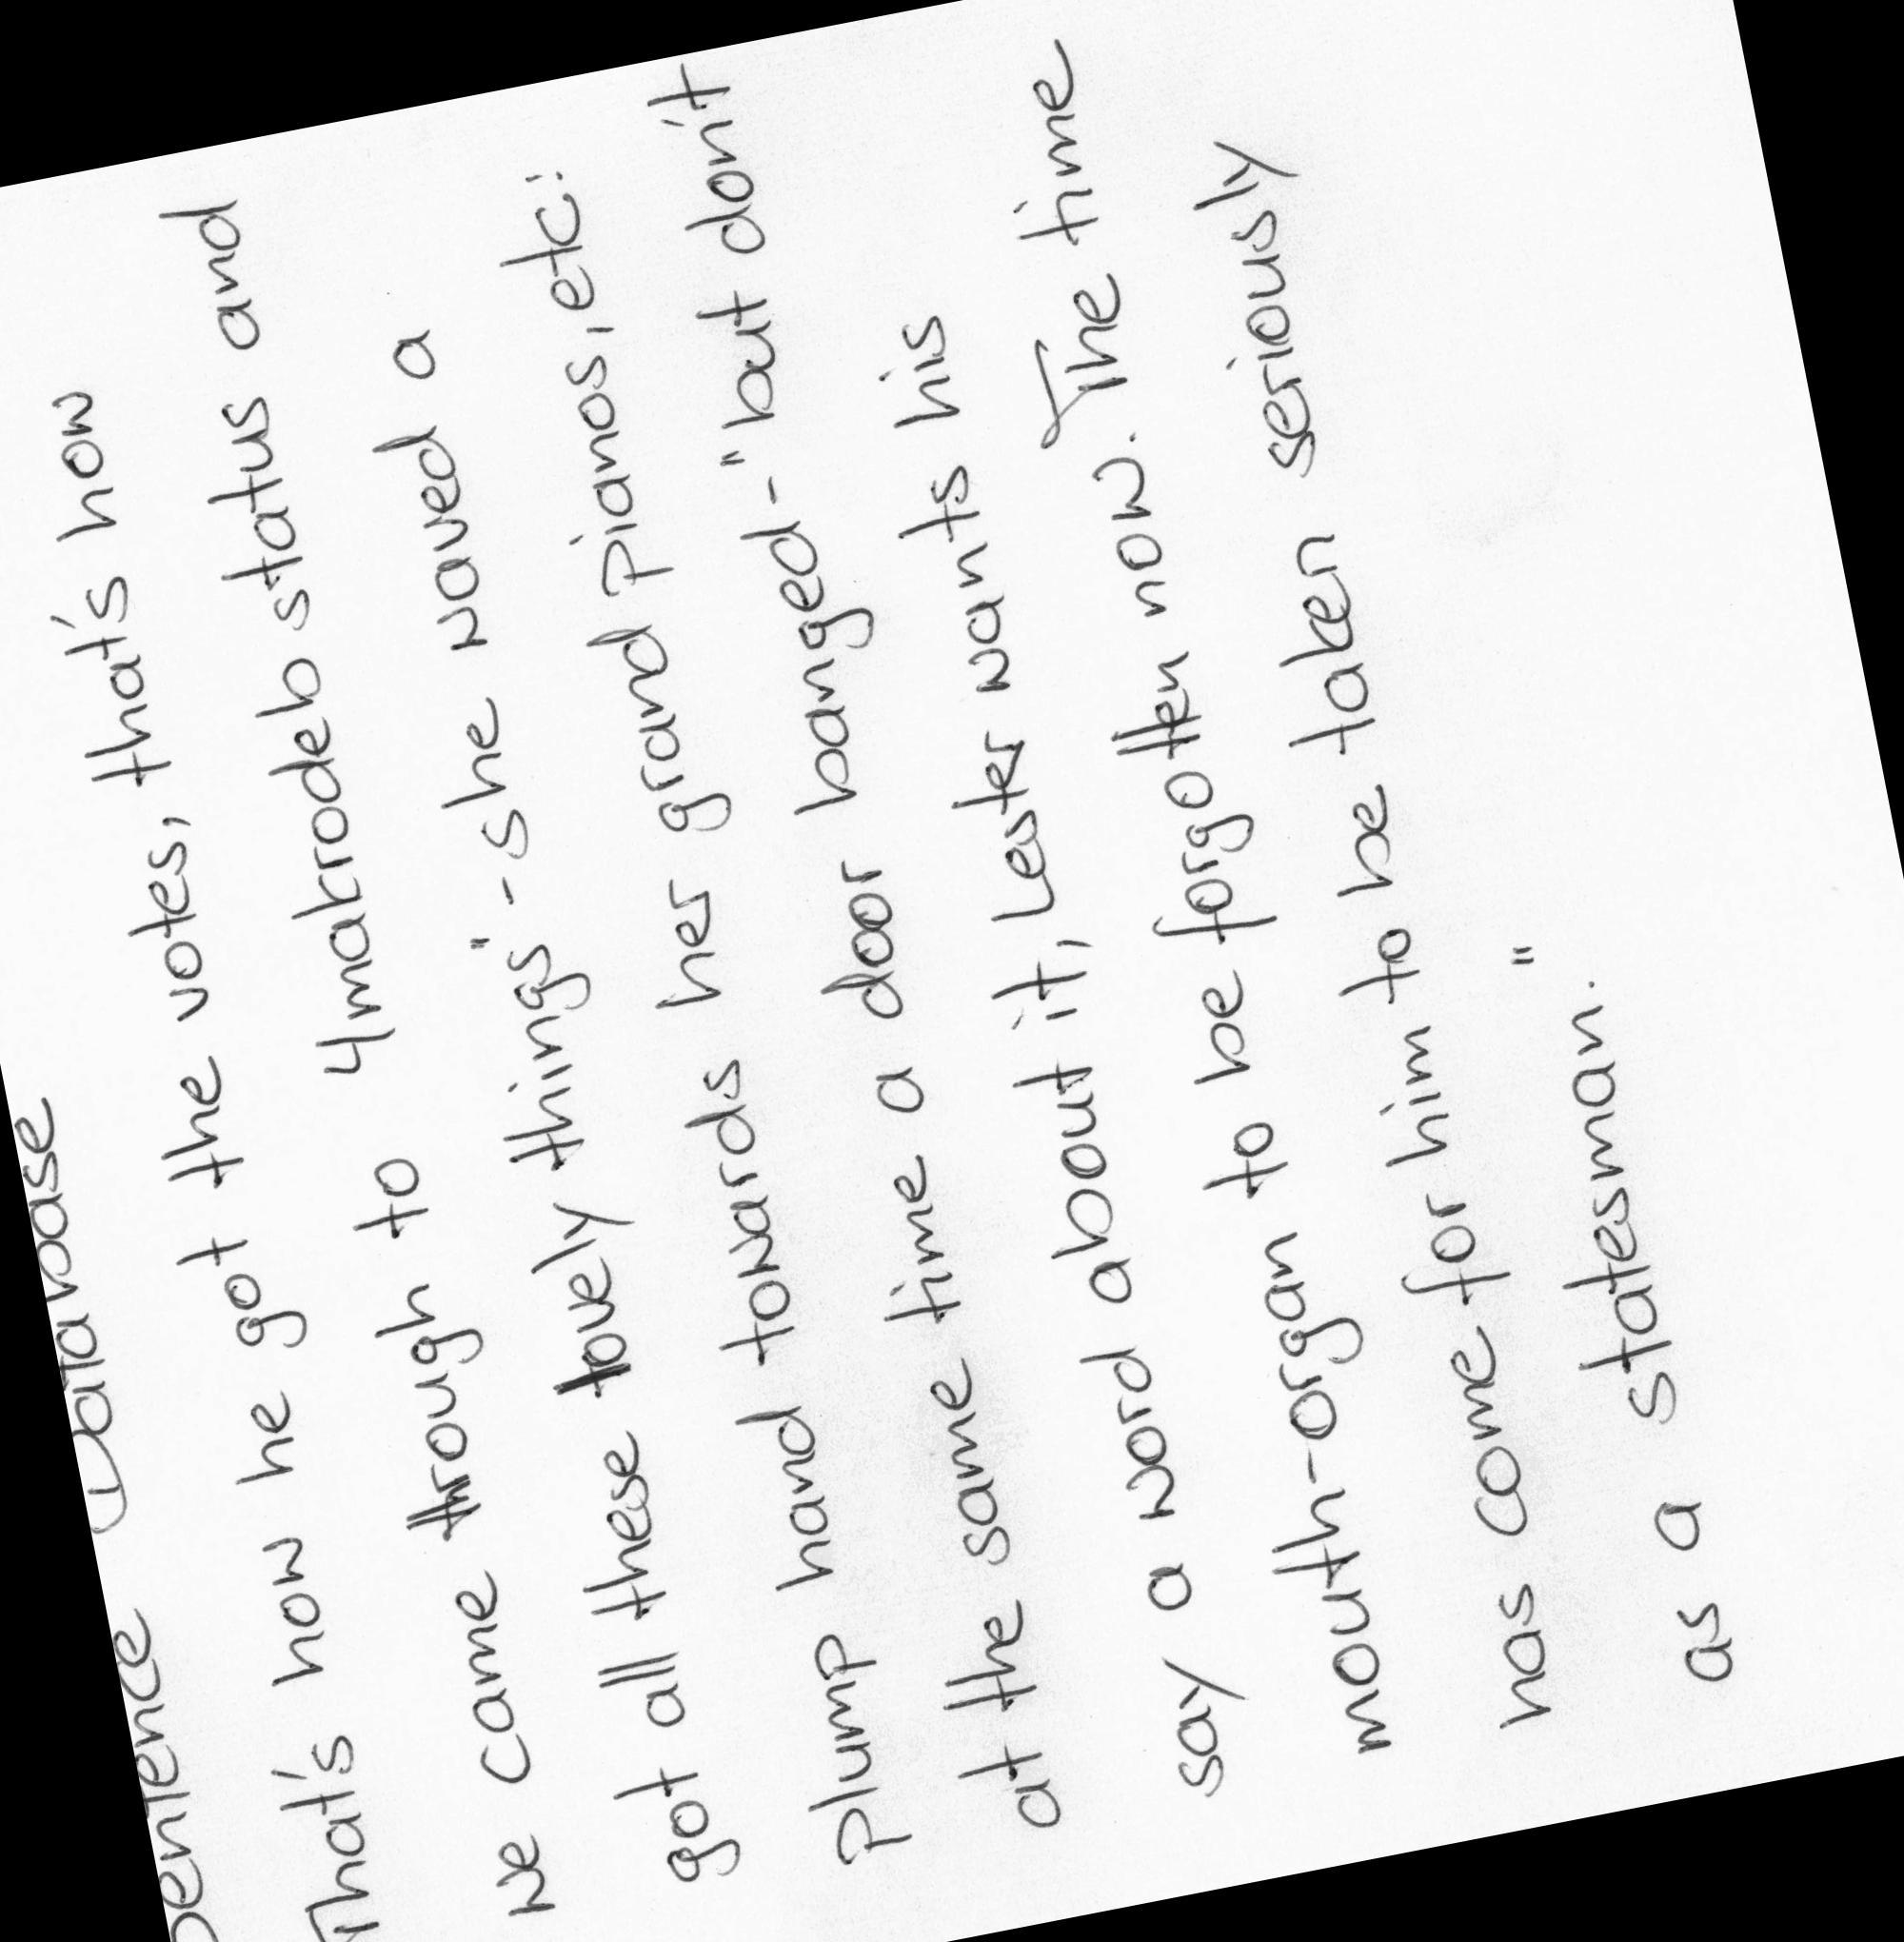 Sentence Database
That's how he got the votes, that's how
we came through to 4makrodeb status and
got all these lovely things" - she waved a
plump hand towards her grand pianos, etc:
at the same time a door banged - "but don't
say a word about it, Lester wants his
mouth-organ to be forgotten now. The time
has come for him to be taken seriously
as a statesman."